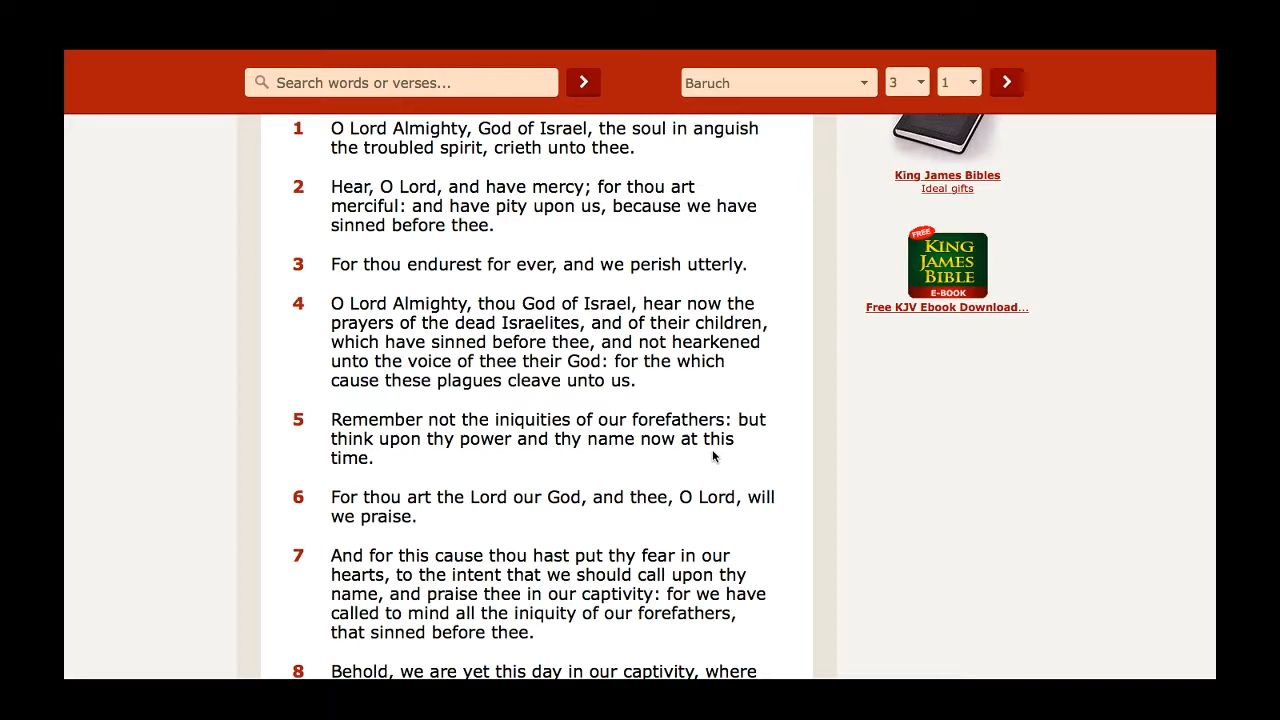 Search words or verses...
Baruch
3
1
1 O Lord Almighty, God of Israel, the soul in anguish
the troubled spirit, crieth unto thee.
2 Hear, O Lord, and have mercy; for thou art
merciful: and have pity upon us, because we have
sinned before thee.
3 For thou endurest for ever, and we perish utterly.
4 O Lord Almighty, thou God of Israel, hear now the
prayers of the dead Israelites, and of their children,
which have sinned before thee, and not hearkened
unto the voice of thee their God: for the which
cause these plagues cleave unto us.
5 Remember not the iniquities of our forefathers: but
think upon thy power and thy name now at this
time.
6 For thou art the Lord our God, and thee, O Lord, will
we praise.
7 And for this cause thou hast put thy fear in our
hearts, to the intent that we should call upon thy
name, and praise thee in our captivity: for we have
called to mind all the iniquity of our forefathers,
that sinned before thee.
8 Behold, we are yet this day in our captivity, where
King James Bibles
Ideal gifts
FREE
KING
JAMES
BIBLE
E-BOOK
Free KJV Ebook Download...